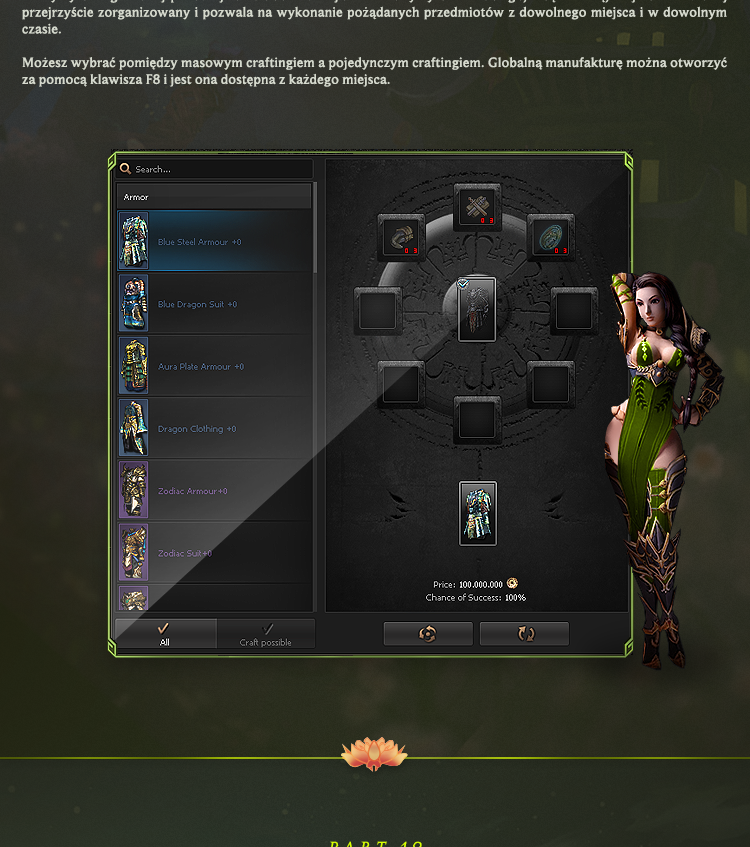 przejrzyście zorganizowany i pozwala na wykonanie pożądanych przedmiotów z dowolnego miejsca i w dowolnym
czasie.
Możesz wybrać pomiędzy masowym craftingiem a pojedynczym craftingiem. Globalną manufakturę można otworzyć
za pomocą klawisza F8 i jest ona dostępna z każdego miejsca.
Search...
Armor
Blue Steel Armour +0
Blue Dragon Suit +0
Aura Plate Armour +0
Dragon Clothing +0
Zodiac Armour+0
Zodiac Suit+0
All
Craft possible
Price: 100.000.000
Chance of Success: 100%